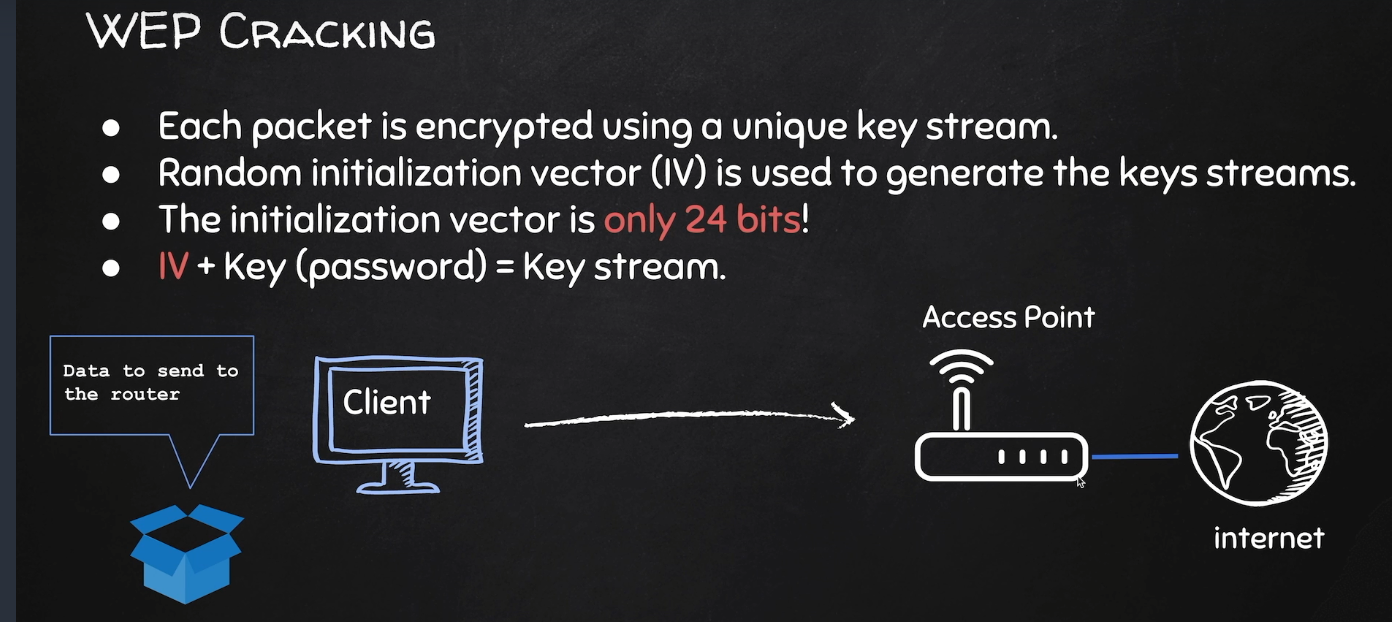 WEP Cracking
● Each packet is encrypted using a unique key stream.
● Random initialization vector (IV) is used to generate the keys streams.
● The initialization vector is only 24 bits!
● IV + Key (password) = Key stream.
Access Point
Data to send to
the router
Client
internet